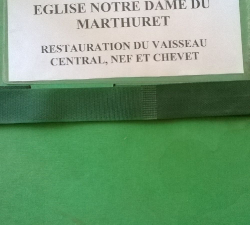 EGLISE NOTRE DAME DU
MARTHURET
RESTAURATION DU VAISSEAU
CENTRAL, NEF ET CHEVET